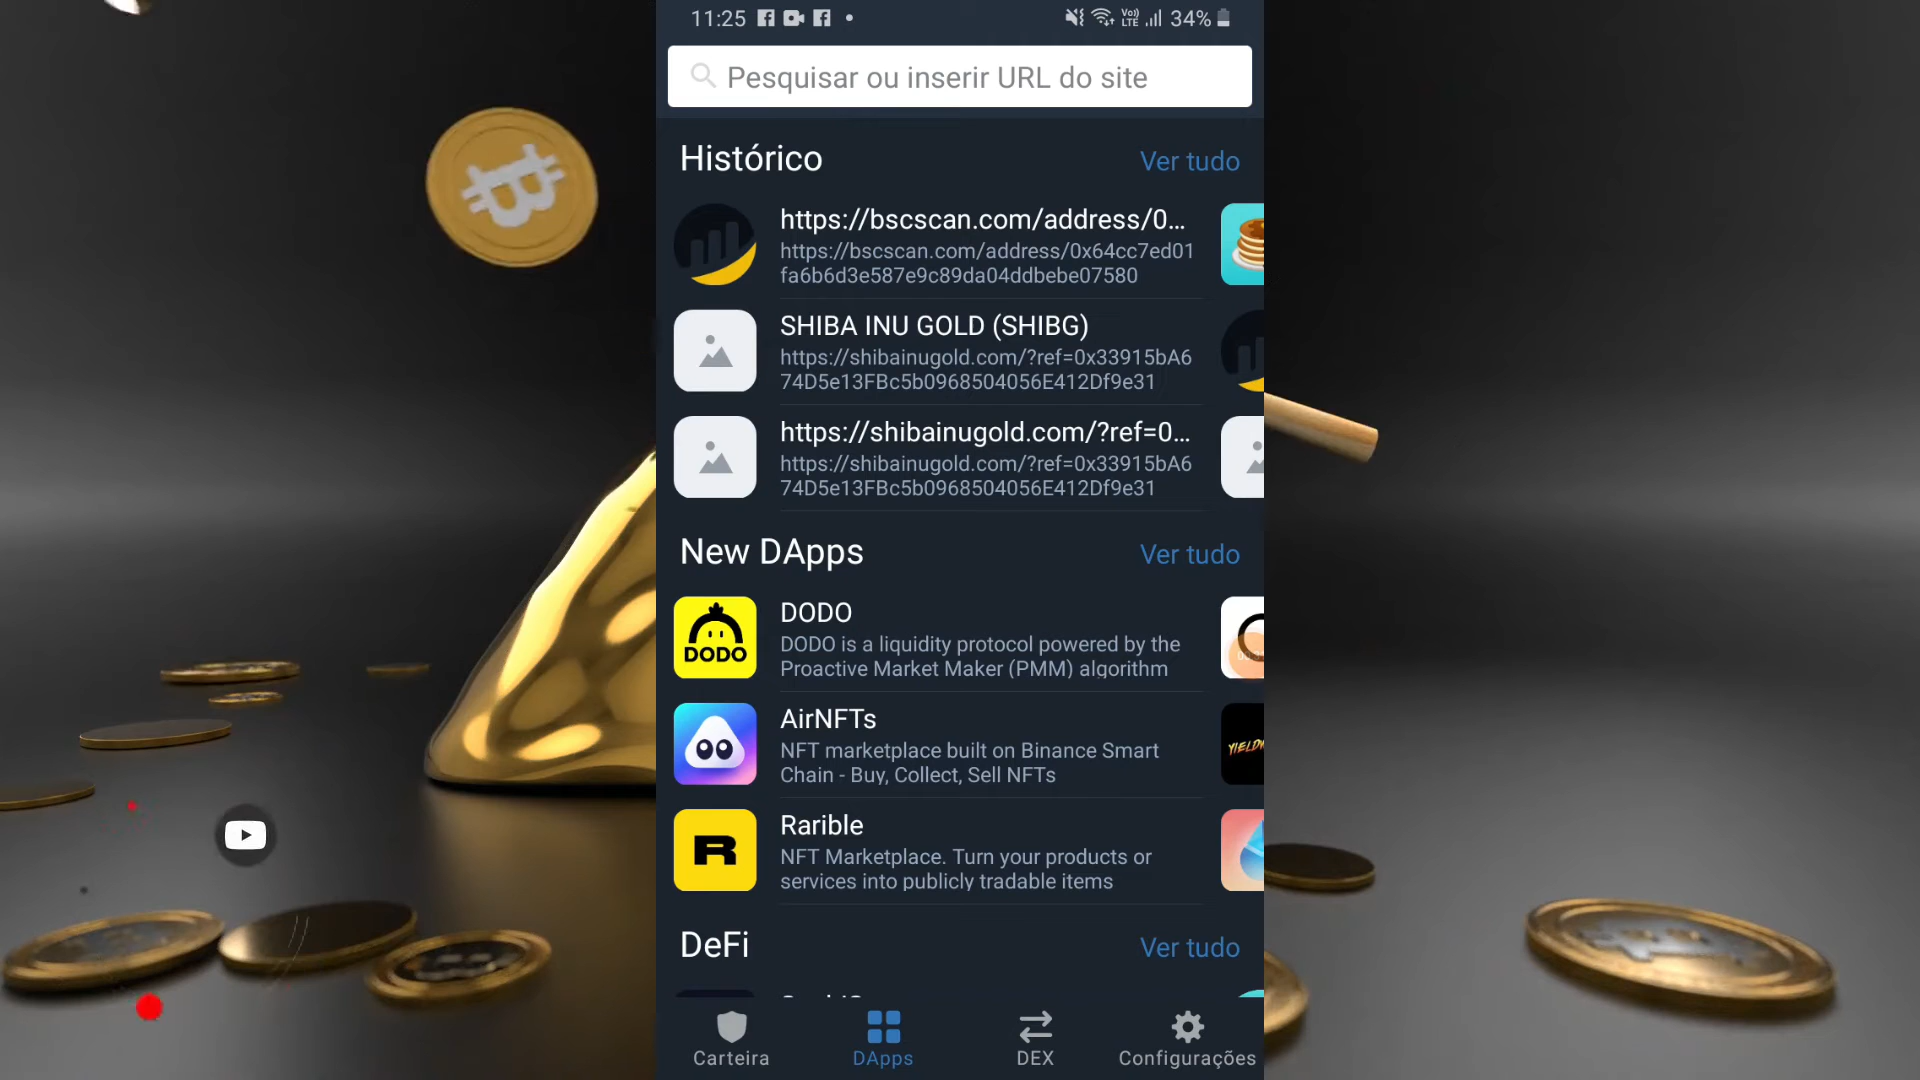 11:25
34%
Pesquisar ou inserir URL do site
Histórico
Ver tudo
https://bscscan.com/address/0...
https://bscscan.com/address/0x64cc7ed01
fa6b6d3e587e9c89da04ddbebe07580
SHIBA INU GOLD (SHIBG)
https://shibainugold.com/?ref=0x33915bA6
74D5e13FBc5b0968504056E412Df9e31
https://shibainugold.com/?ref=0...
https://shibainugold.com/?ref=0x33915bA6
74D5e13FBc5b0968504056E412Df9e31
New DApps
Ver tudo
DODO
DODO
DODO is a liquidity protocol powered by the
Proactive Market Maker (PMM) algorithm
AirNFTs
NFT marketplace built on Binance Smart
Chain - Buy, Collect, Sell NFTs
Rarible
NFT Marketplace. Turn your products or
services into publicly tradable items
DeFi
Ver tudo
Carteira
DApps
DEX
Configurações